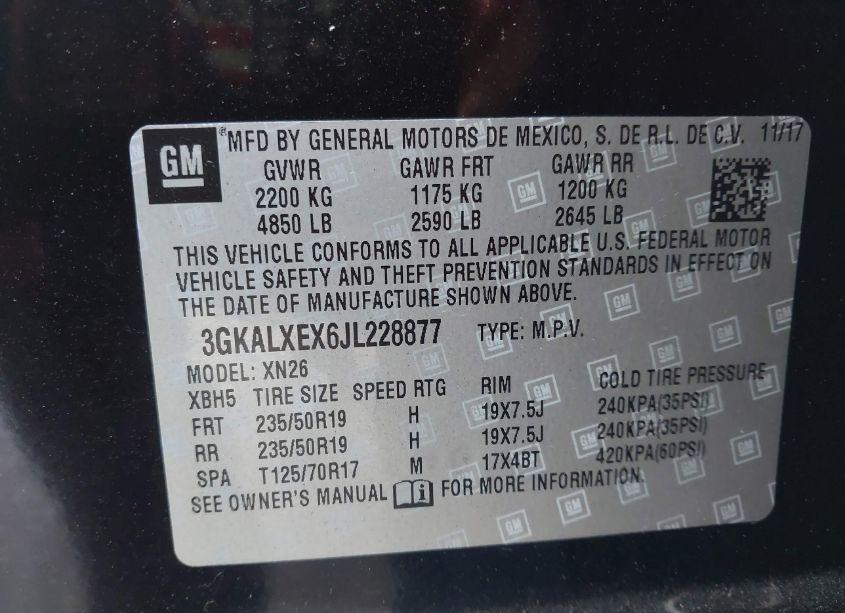 GM ®MFD BY GENERAL MOTORS DE MEXICO, S. DE R.L. DE C.V. 11/17
GVWR GAWR FRT GAWR RR
2200 KG 1175 KG 1200 KG
4850 LB 2590 LB 2645 LB
THIS VEHICLE CONFORMS TO ALL APPLICABLE U.S. FEDERAL MOTOR
VEHICLE SAFETY AND THEFT PREVENTION STANDARDS IN EFFECT ON
THE DATE OF MANUFACTURE SHOWN ABOVE.
3GKALXEX6JL228877 TYPE: M.P.V.
MODEL: XN26
XBH5 TIRE SIZE SPEED RTG RIM COLD TIRE PRESSURE
FRT 235/50R19 H 19X7.5J 240KPA(35PSI)
RR 235/50R19 H 19X7.5J 240KPA(35PSI)
SPA T125/70R17 M 17X4BT 420KPA(60PSI)
SEE OWNER'S MANUAL FOR MORE INFORMATION.